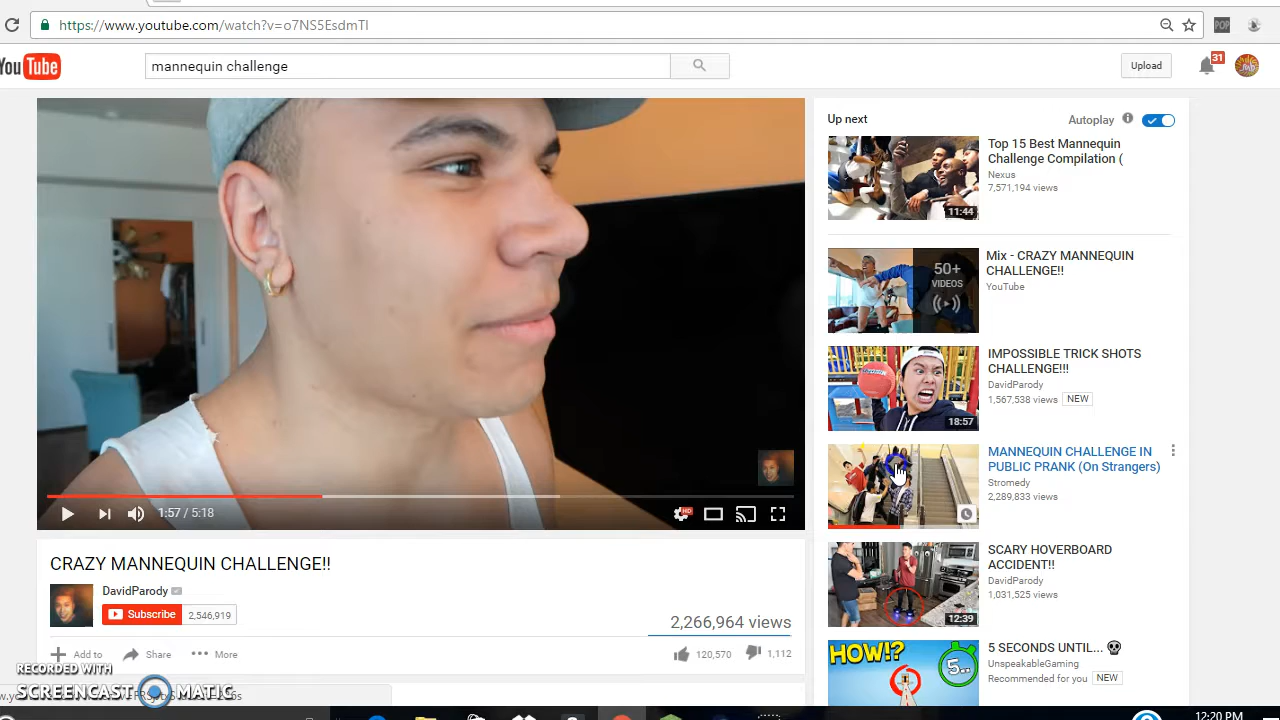 https://www.youtube.com/watch?v=o7NS5EsdmTI
POP
YouTube
mannequin challenge
Upload
31
Up next
Autoplay
Top 15 Best Mannequin
Challenge Compilation (
Nexus
7,571,194 views
11:44
Mix - CRAZY MANNEQUIN
CHALLENGE!!
YouTube
50+
VIDEOS
IMPOSSIBLE TRICK SHOTS
CHALLENGE!!!
DavidParody
1,567,538 views NEW
18:57
MANNEQUIN CHALLENGE IN
PUBLIC PRANK (On Strangers)
Stromedy
2,289,833 views
SCARY HOVERBOARD
ACCIDENT!!
DavidParody
1,031,525 views
12:39
5 SECONDS UNTIL...
UnspeakableGaming
Recommended for you NEW
HOW!?
5..
1:57 / 5:18
HD
CRAZY MANNEQUIN CHALLENGE!!
DavidParody
Subscribe 2,546,919
2,266,964 views
Add to Share More
120,570 1,112
RECORDED WITH
SCREENCAST MATIC
12:20 PM